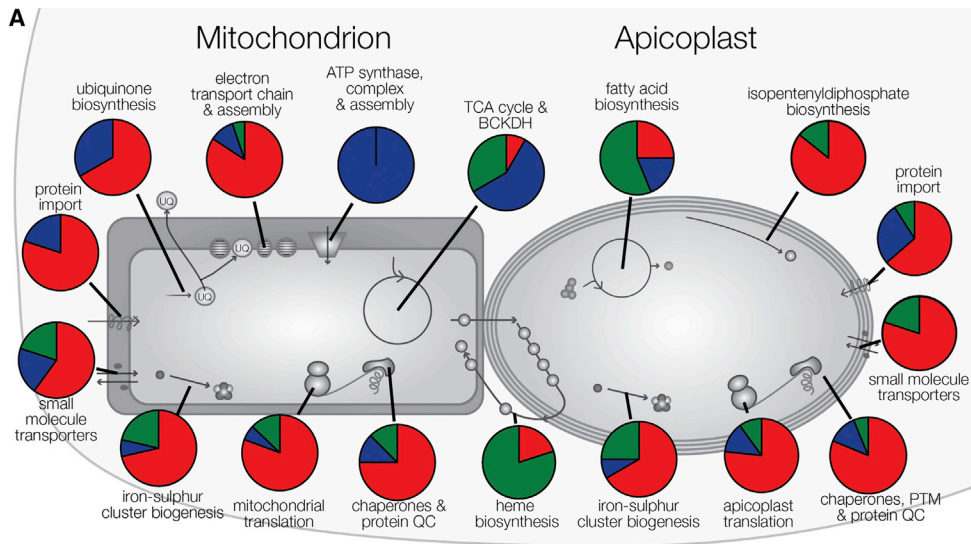 A
Mitochondrion
Apicoplast
ubiquinone
biosynthesis
electron
transport chain
& assembly
ATP synthase,
complex
& assembly
TCA cycle &
BCKDH
fatty acid
biosynthesis
isopentenyldiphosphate
biosynthesis
protein
import
protein
import
UQ
UQ
UQ
small
molecule
transporters
small molecule
transporters
iron-sulphur
cluster biogenesis
mitochondrial
translation
chaperones &
protein QC
heme
biosynthesis
iron-sulphur
cluster biogenesis
apicoplast
translation
chaperones, PTM
& protein QC